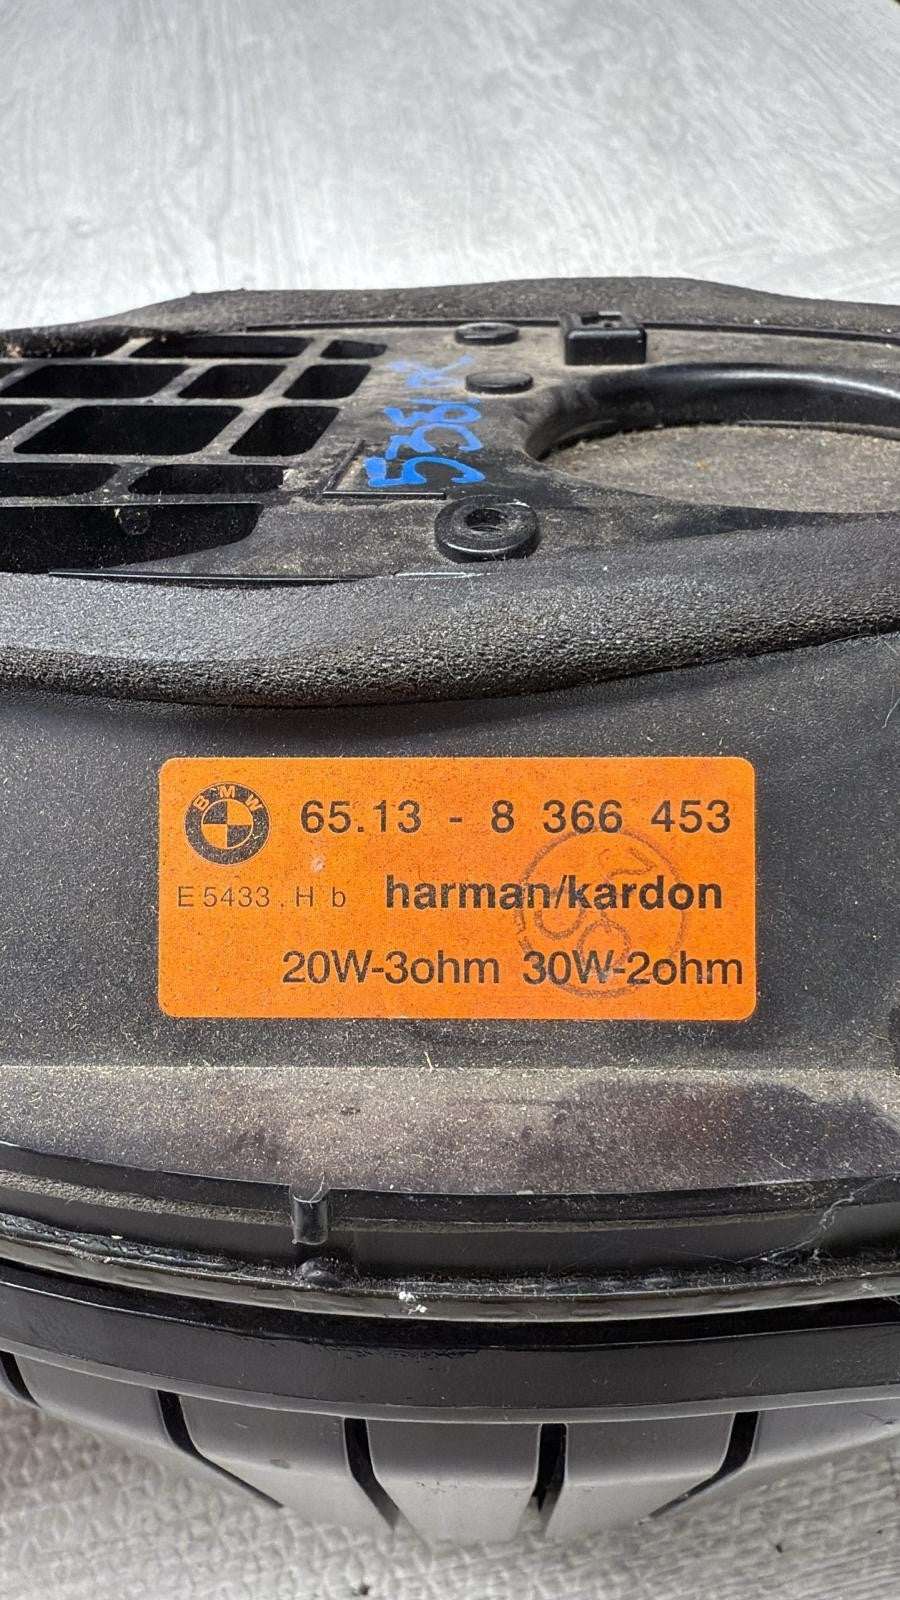 BMW
65.13 - 8 366 453
E 5433 . H b
harman/kardon
20W-3ohm 30W-2ohm